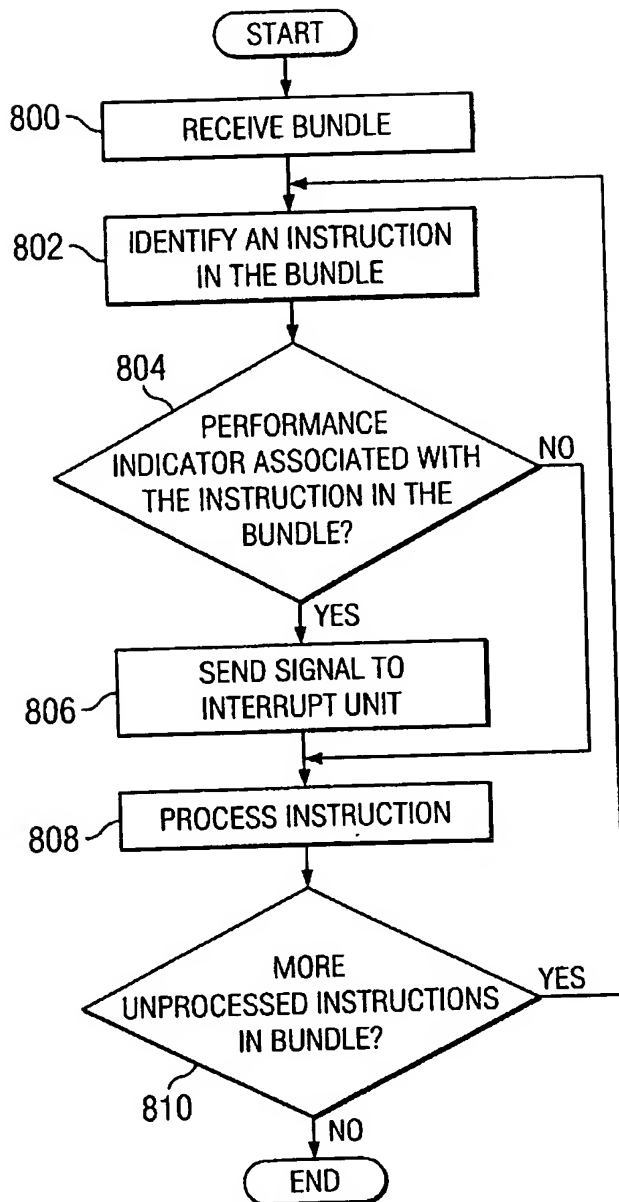 START
800
RECEIVE BUNDLE
802
IDENTIFY AN INSTRUCTION
IN THE BUNDLE
804
PERFORMANCE
INDICATOR ASSOCIATED WITH
THE INSTRUCTION IN THE
BUNDLE?
NO
YES
806
SEND SIGNAL TO
INTERRUPT UNIT
808
PROCESS INSTRUCTION
MORE
UNPROCESSED INSTRUCTIONS
IN BUNDLE?
YES
810
NO
END